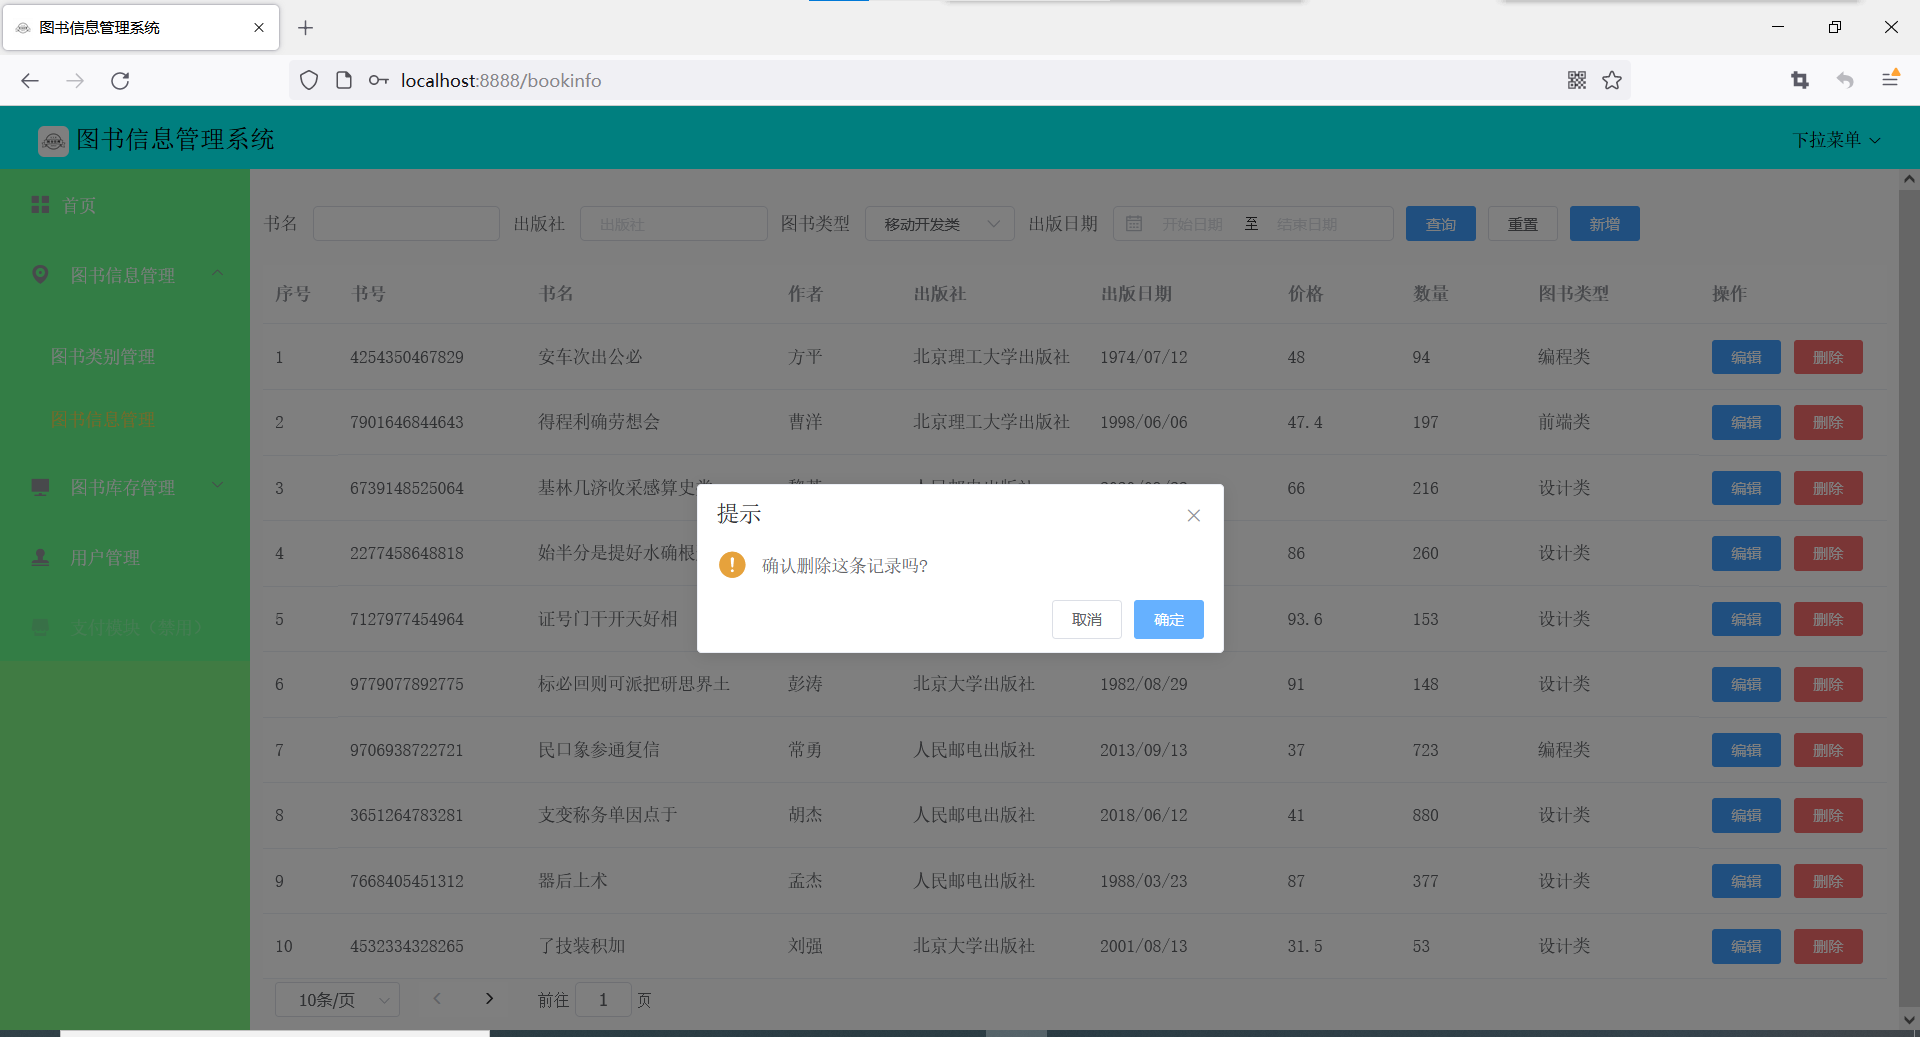 图书信息管理系统
localhost:8888/bookinfo
图书信息管理系统
下拉菜单
首页
图书信息管理
图书类别管理
图书信息管理
图书库存管理
用户管理
支付模块（禁用）
书名 出版社 出版社 图书类型 移动开发类 出版日期 开始日期 至 结束日期 查询 重置 新增
序号 书号 书名 作者 出版社 出版日期 价格 数量 图书类型 操作
1 4254350467829 安车次出公必 方平 北京理工大学出版社 1974/07/12 48 94 编程类 编辑 删除
2 7901646844643 得程利确劳想会 曹洋 北京理工大学出版社 1998/06/06 47.4 197 前端类 编辑 删除
3 6739148525064 基林几济收采感算史 66 216 设计类 编辑 删除
4 2277458648818 始半分是提好水确根 86 260 设计类 编辑 删除
5 7127977454964 证号门干开天好相 93.6 153 设计类 编辑 删除
6 9779077892775 标必回则可派把研思界土 彭涛 北京大学出版社 1982/08/29 91 148 设计类 编辑 删除
7 9706938722721 民口象参通复信 常勇 人民邮电出版社 2013/09/13 37 723 编程类 编辑 删除
8 3651264783281 支变称务单因点于 胡杰 人民邮电出版社 2018/06/12 41 880 设计类 编辑 删除
9 7668405451312 器后上术 孟杰 人民邮电出版社 1988/03/23 87 377 设计类 编辑 删除
10 4532334328265 了技装积加 刘强 北京大学出版社 2001/08/13 31.5 53 设计类 编辑 删除
10条/页 前往 1 页
提示
确认删除这条记录吗?
取消 确定